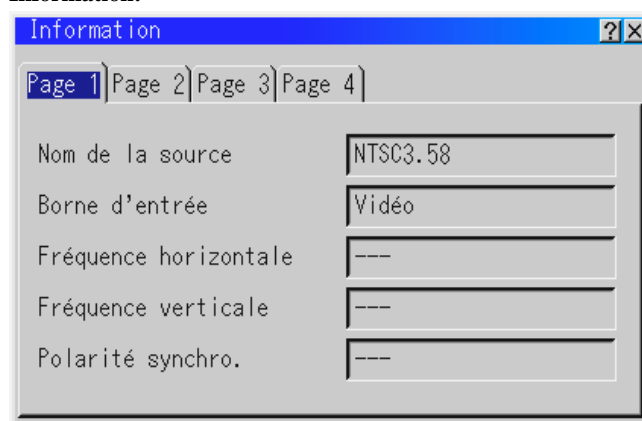 Information
? ×
Page 1 Page 2 Page 3 Page 4
Nom de la source NTSC3.58
Borne d'entrée Vidéo
Fréquence horizontale ---
Fréquence verticale ---
Polarité synchro. ---